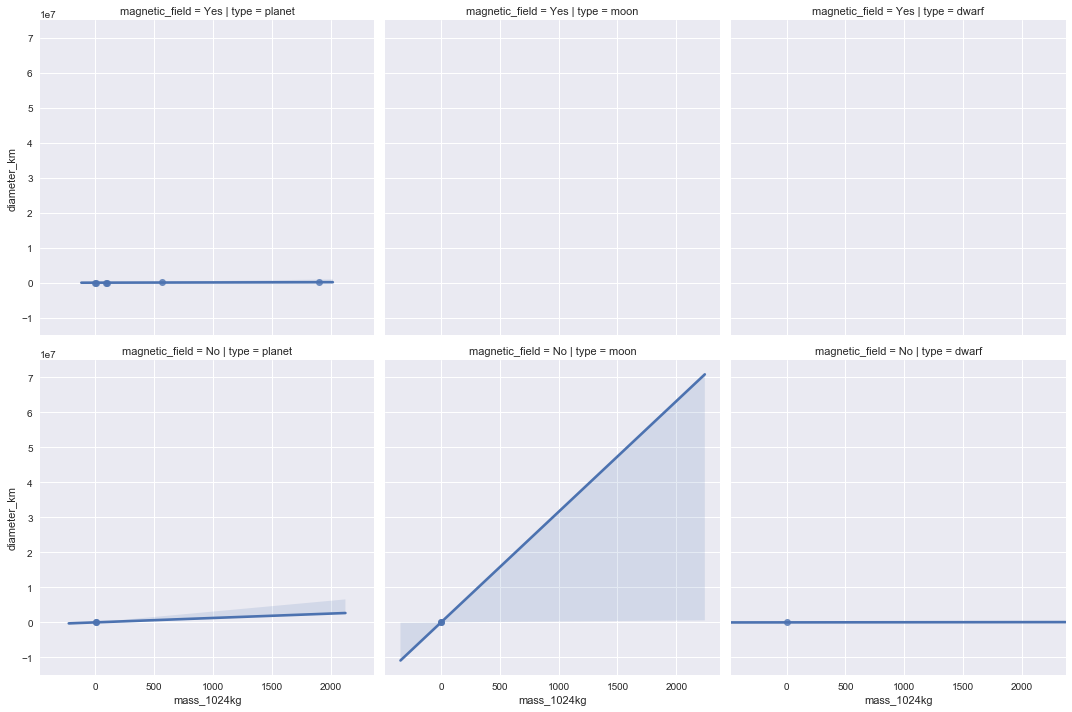 magnetic_field = Yes | type = planet
magnetic_field = Yes | type = moon
magnetic_field = Yes | type = dwarf
1e7
7
6
5
4
3
2
1
0
−1
diameter_km
magnetic_field = No | type = planet
magnetic_field = No | type = moon
magnetic_field = No | type = dwarf
1e7
7
6
5
4
3
2
1
0
−1
diameter_km
0 500 1000 1500 2000
0 500 1000 1500 2000
0 500 1000 1500 2000
mass_1024kg
mass_1024kg
mass_1024kg